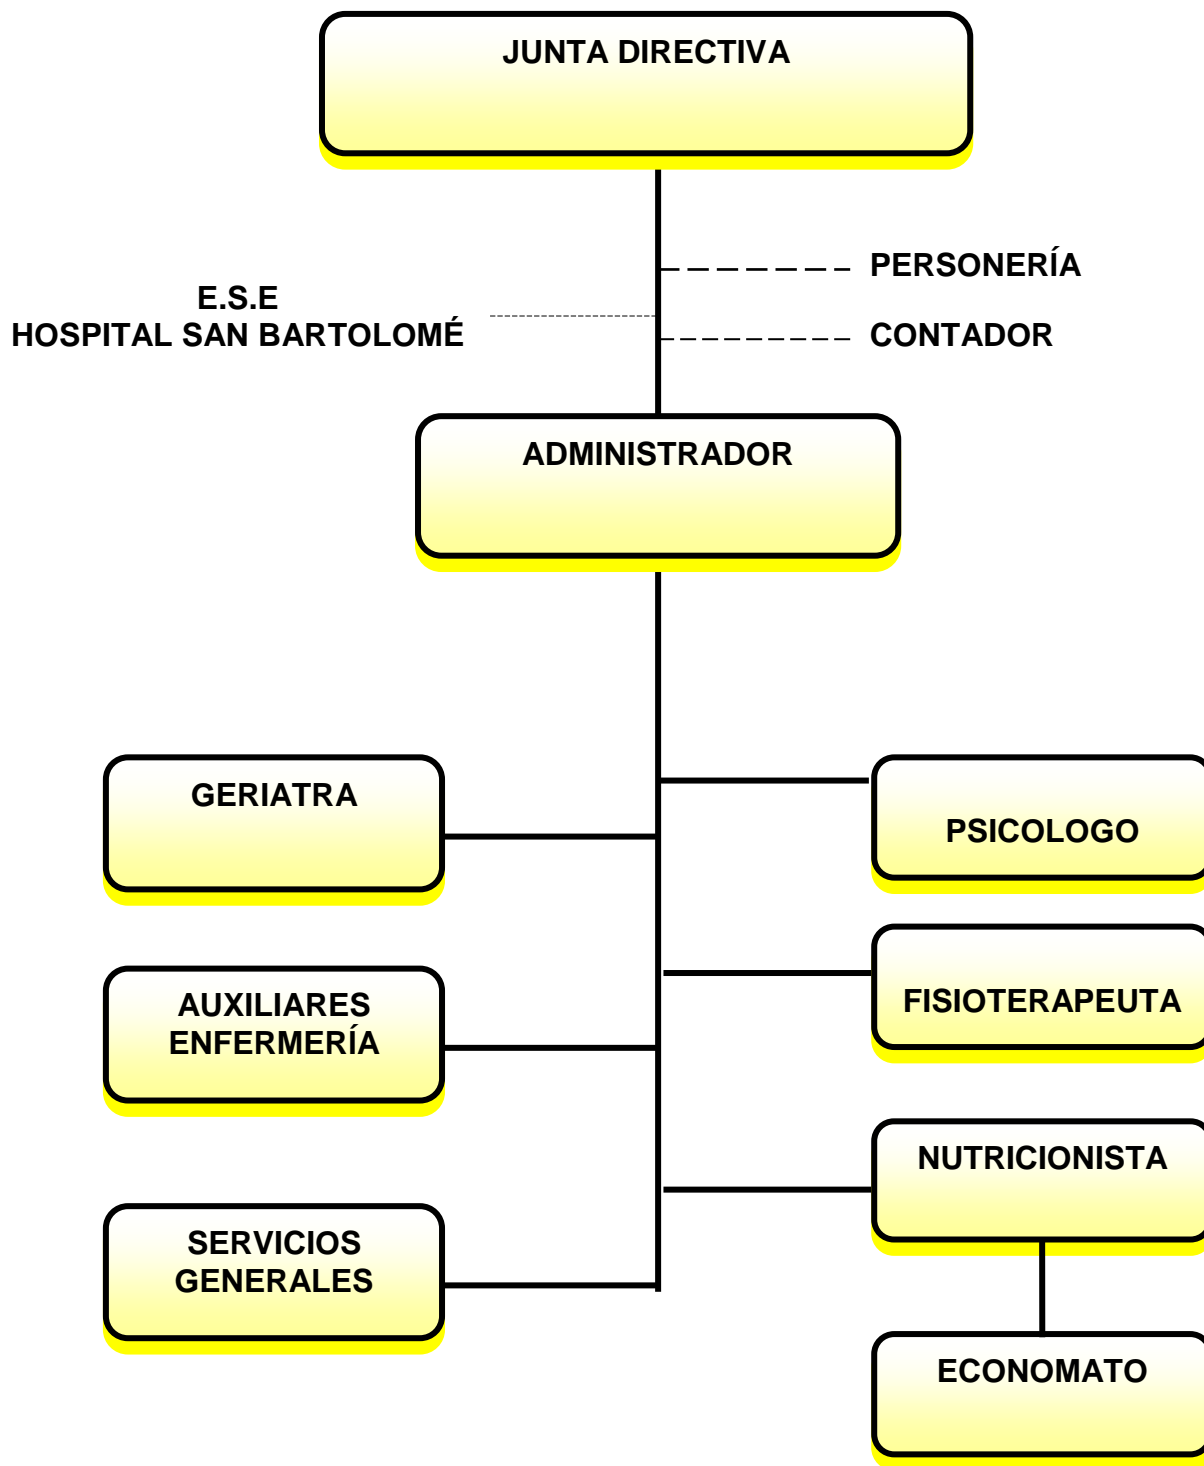 JUNTA DIRECTIVA
PERSONERÍA
E.S.E
HOSPITAL SAN BARTOLOMÉ
CONTADOR
ADMINISTRADOR
GERIATRA
PSICOLOGO
AUXILIARES
ENFERMERÍA
FISIOTERAPEUTA
NUTRICIONISTA
SERVICIOS
GENERALES
ECONOMATO